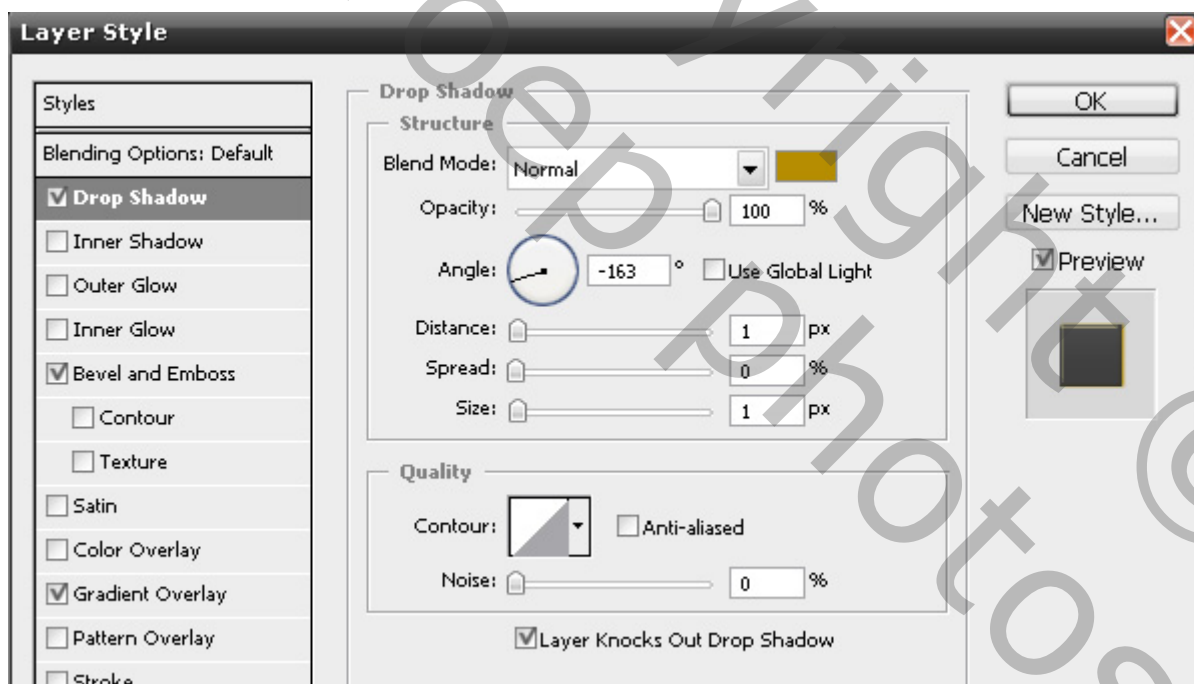 Layer Style
Styles
Blending Options: Default
Drop Shadow
Inner Shadow
Outer Glow
Inner Glow
Bevel and Emboss
Contour
Texture
Satin
Color Overlay
Gradient Overlay
Pattern Overlay
Stroke
Drop Shadow
Structure
Blend Mode: Normal
Opacity: 100 %
Angle: -163 ° Use Global Light
Distance: 1 px
Spread: 0 %
Size: 1 px
Quality
Contour: Anti-aliased
Noise: 0 %
Layer Knocks Out Drop Shadow
OK
Cancel
New Style...
Preview